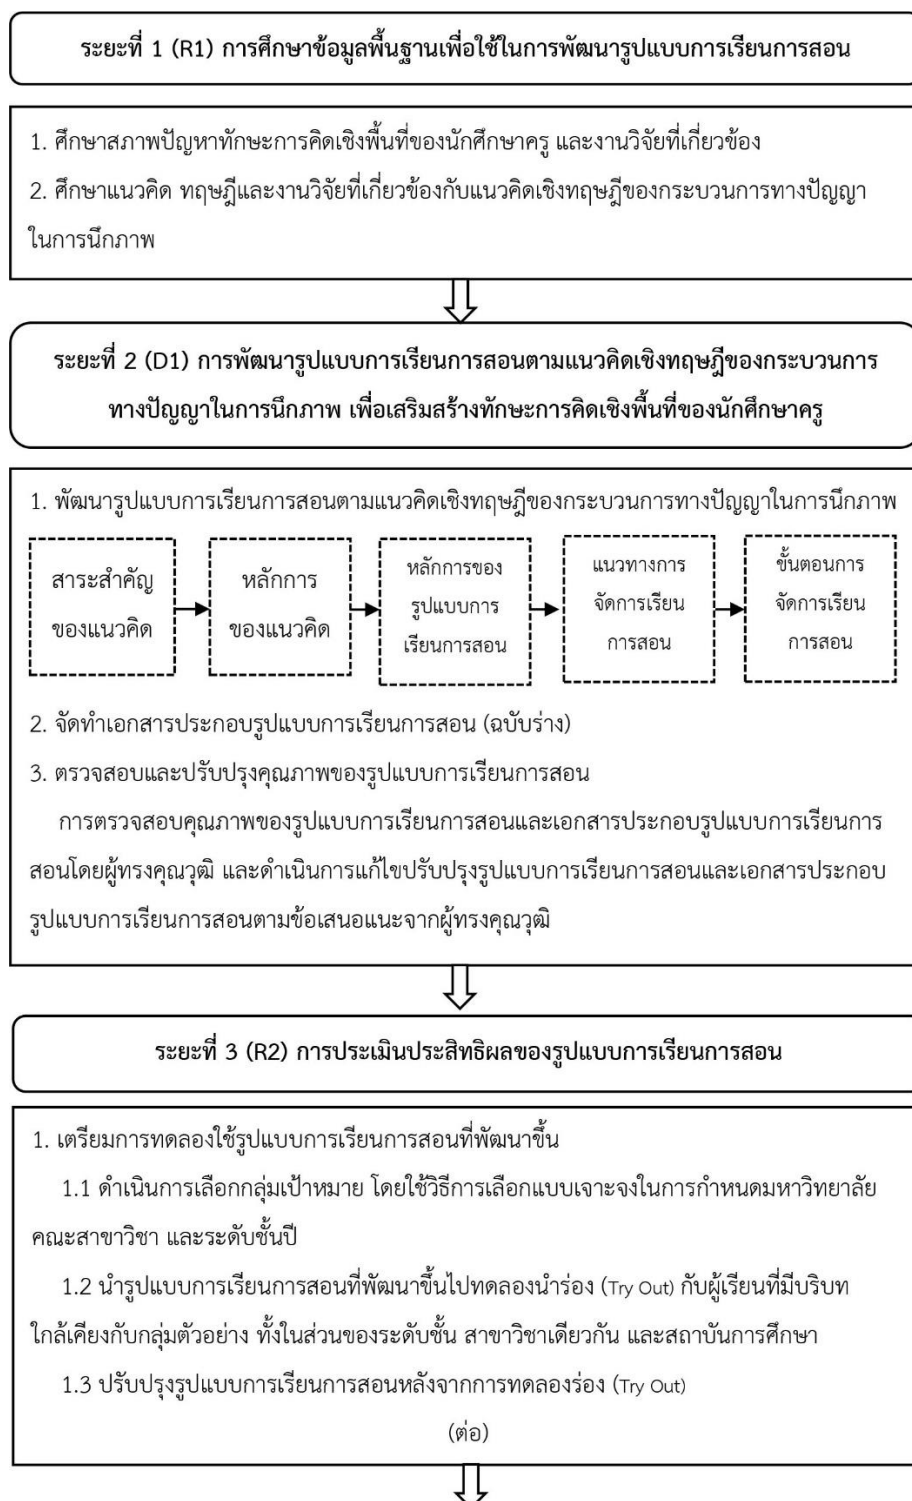 ระยะที่ 1 (R1) การศึกษาข้อมูลพื้นฐานเพื่อใช้ในการพัฒนารูปแบบการเรียนการสอน
1. ศึกษาสภาพปัญหาทักษะการคิดเชิงพื้นที่ของนักศึกษาครู และงานวิจัยที่เกี่ยวข้อง
2. ศึกษาแนวคิด ทฤษฎีและงานวิจัยที่เกี่ยวข้องกับแนวคิดเชิงทฤษฎีของกระบวนการทางปัญญา
ในการนึกภาพ
ระยะที่ 2 (D1) การพัฒนารูปแบบการเรียนการสอนตามแนวคิดเชิงทฤษฎีของกระบวนการ
ทางปัญญาในการนึกภาพ เพื่อเสริมสร้างทักษะการคิดเชิงพื้นที่ของนักศึกษาครู
1. พัฒนารูปแบบการเรียนการสอนตามแนวคิดเชิงทฤษฎีของกระบวนการทางปัญญาในการนึกภาพ
สาระสำคัญ
ของแนวคิด
หลักการ
ของแนวคิด
หลักการของ
รูปแบบการ
เรียนการสอน
แนวทางการ
จัดการเรียน
การสอน
ขั้นตอนการ
จัดการเรียน
การสอน
2. จัดทำเอกสารประกอบรูปแบบการเรียนการสอน (ฉบับร่าง)
3. ตรวจสอบและปรับปรุงคุณภาพของรูปแบบการเรียนการสอน
การตรวจสอบคุณภาพของรูปแบบการเรียนการสอนและเอกสารประกอบรูปแบบการเรียนการ
สอนโดยผู้ทรงคุณวุฒิ และดำเนินการแก้ไขปรับปรุงรูปแบบการเรียนการสอนและเอกสารประกอบ
รูปแบบการเรียนการสอนตามข้อเสนอแนะจากผู้ทรงคุณวุฒิ
ระยะที่ 3 (R2) การประเมินประสิทธิผลของรูปแบบการเรียนการสอน
1. เตรียมการทดลองใช้รูปแบบการเรียนการสอนที่พัฒนาขึ้น
1.1 ดำเนินการเลือกกลุ่มเป้าหมาย โดยใช้วิธีการเลือกแบบเจาะจงในการกำหนดมหาวิทยาลัย
คณะสาขาวิชา และระดับชั้นปี
1.2 นำรูปแบบการเรียนการสอนที่พัฒนาขึ้นไปทดลองนำร่อง (Try Out) กับผู้เรียนที่มีบริบท
ใกล้เคียงกับกลุ่มตัวอย่าง ทั้งในส่วนของระดับชั้น สาขาวิชาเดียวกัน และสถาบันการศึกษา
1.3 ปรับปรุงรูปแบบการเรียนการสอนหลังจากการทดลองร่อง (Try Out)
(ต่อ)